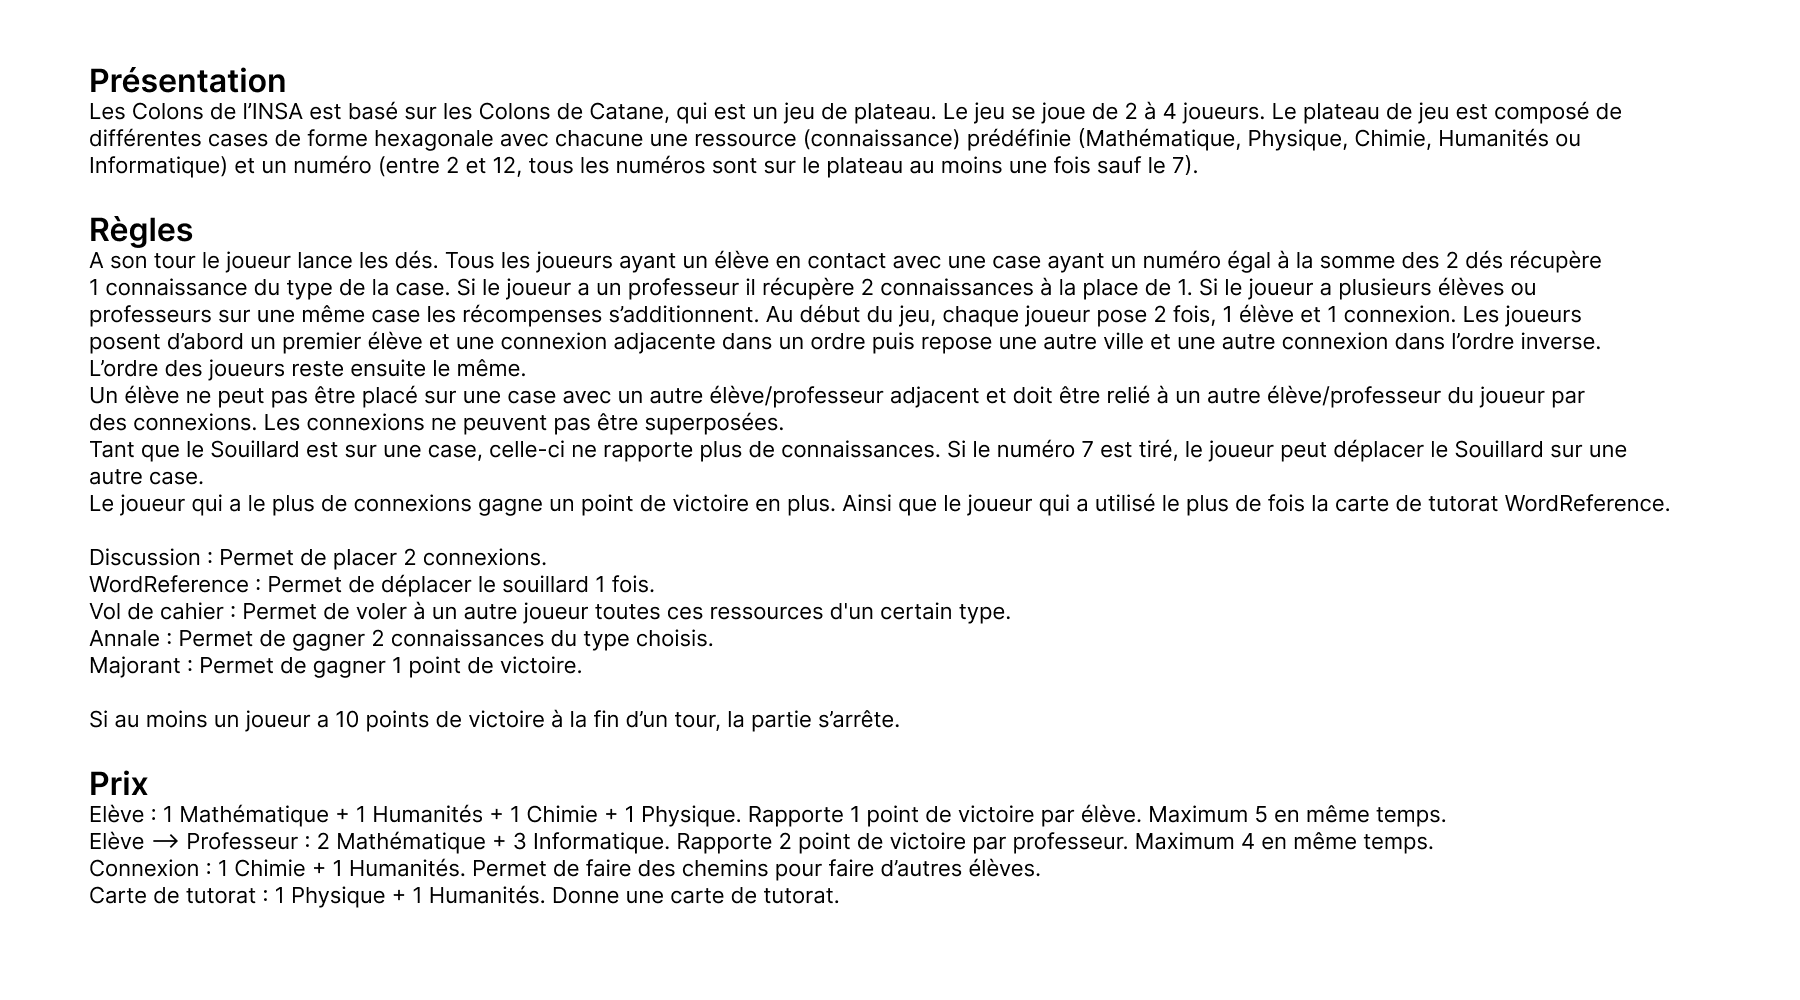 Présentation
Les Colons de l’INSA est basé sur les Colons de Catane, qui est un jeu de plateau. Le jeu se joue de 2 à 4 joueurs. Le plateau de jeu est composé de
différentes cases de forme hexagonale avec chacune une ressource (connaissance) prédéfinie (Mathématique, Physique, Chimie, Humanités ou
Informatique) et un numéro (entre 2 et 12, tous les numéros sont sur le plateau au moins une fois sauf le 7).
Règles
A son tour le joueur lance les dés. Tous les joueurs ayant un élève en contact avec une case ayant un numéro égal à la somme des 2 dés récupère
1 connaissance du type de la case. Si le joueur a un professeur il récupère 2 connaissances à la place de 1. Si le joueur a plusieurs élèves ou
professeurs sur une même case les récompenses s’additionnent. Au début du jeu, chaque joueur pose 2 fois, 1 élève et 1 connexion. Les joueurs
posent d’abord un premier élève et une connexion adjacente dans un ordre puis repose une autre ville et une autre connexion dans l’ordre inverse.
L’ordre des joueurs reste ensuite le même.
Un élève ne peut pas être placé sur une case avec un autre élève/professeur adjacent et doit être relié à un autre élève/professeur du joueur par
des connexions. Les connexions ne peuvent pas être superposées.
Tant que le Souillard est sur une case, celle-ci ne rapporte plus de connaissances. Si le numéro 7 est tiré, le joueur peut déplacer le Souillard sur une
autre case.
Le joueur qui a le plus de connexions gagne un point de victoire en plus. Ainsi que le joueur qui a utilisé le plus de fois la carte de tutorat WordReference.
Discussion : Permet de placer 2 connexions.
WordReference : Permet de déplacer le souillard 1 fois.
Vol de cahier : Permet de voler à un autre joueur toutes ces ressources d'un certain type.
Annale : Permet de gagner 2 connaissances du type choisis.
Majorant : Permet de gagner 1 point de victoire.
Si au moins un joueur a 10 points de victoire à la fin d’un tour, la partie s’arrête.
Prix
Elève : 1 Mathématique + 1 Humanités + 1 Chimie + 1 Physique. Rapporte 1 point de victoire par élève. Maximum 5 en même temps.
Elève —> Professeur : 2 Mathématique + 3 Informatique. Rapporte 2 point de victoire par professeur. Maximum 4 en même temps.
Connexion : 1 Chimie + 1 Humanités. Permet de faire des chemins pour faire d’autres élèves.
Carte de tutorat : 1 Physique + 1 Humanités. Donne une carte de tutorat.